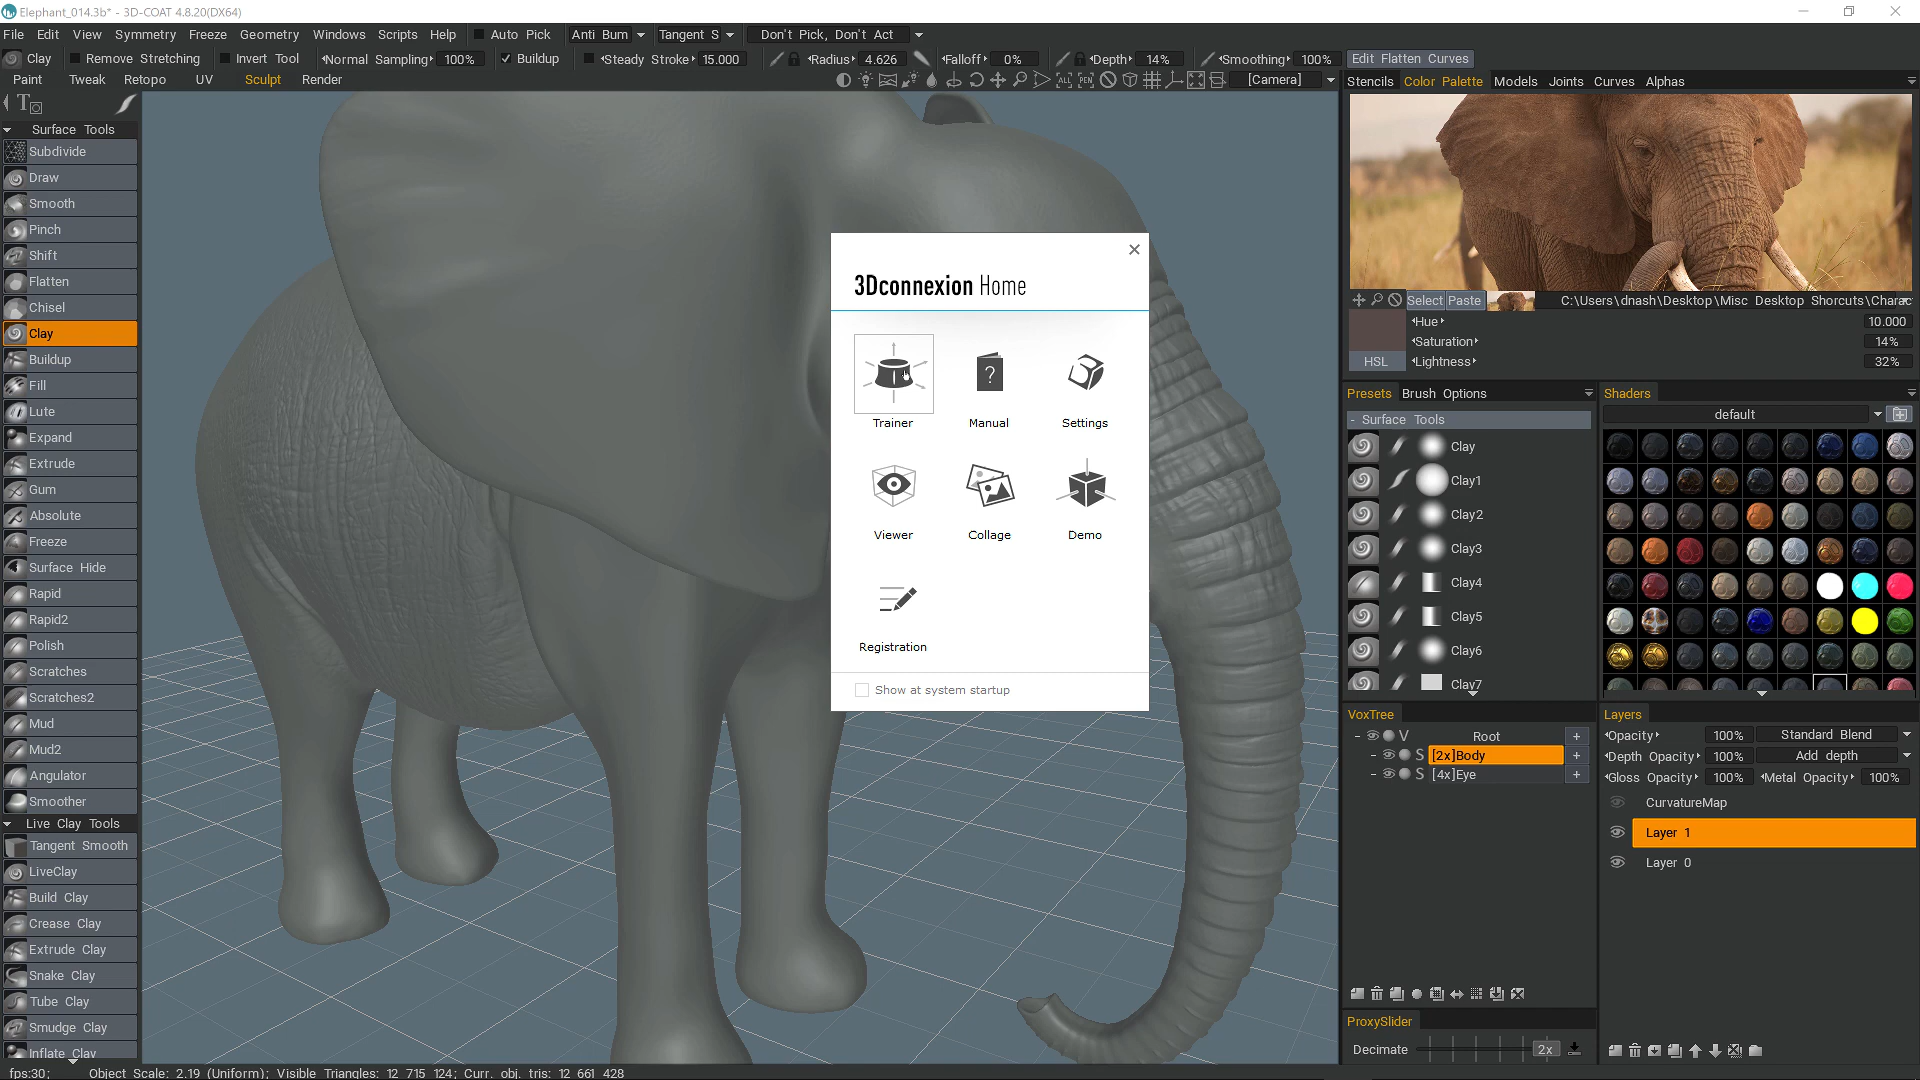 Elephant_014.3b* - 3D-COAT 4.8.20(DX64)
File Edit View Symmetry Freeze Geometry Windows Scripts Help Auto Pick Anti Bum Tangent S Don't Pick, Don't Act
Clay Remove Stretching Invert Tool Normal Sampling 100% Buildup Steady Stroke 15.000 Radius 4.626 Falloff 0% Depth 14% Smoothing 100% Edit Flatten Curves
Paint Tweak Retopo UV Sculpt Render ALL PEN [Camera]
Stencils Color Palette Models Joints Curves Alphas
Surface Tools
Subdivide
Draw
Smooth
Pinch
Shift
Flatten
Chisel
Clay
Buildup
Fill
Lute
Expand
Extrude
Gum
Absolute
Freeze
Surface Hide
Rapid
Rapid2
Polish
Scratches
Scratches2
Mud
Mud2
Angulator
Smoother
Live Clay Tools
Tangent Smooth
LiveClay
Build Clay
Crease Clay
Extrude Clay
Snake Clay
Tube Clay
Smudge Clay
Inflate Clay
3Dconnexion Home
Trainer Manual Settings
Viewer Collage Demo
Registration
Show at system startup
Select Paste C:\Users\dnash\Desktop\Misc Desktop Shorcuts\Charac
Hue 10.000
Saturation 14%
HSL Lightness 32%
Presets Brush Options
- Surface Tools
Clay
Clay1
Clay2
Clay3
Clay4
Clay5
Clay6
Clay7
Shaders
default
VoxTree
- V Root +
- S [2x]Body +
- S [4x]Eye +
ProxySlider
Decimate 2x
Layers
Opacity 100% Standard Blend
Depth Opacity 100% Add depth
Gloss Opacity 100% Metal Opacity 100%
CurvatureMap
Layer 1
Layer 0
fps:30; Object Scale: 2.19 (Uniform); Visible Triangles: 12 715 124; Curr. obj. tris: 12 661 428